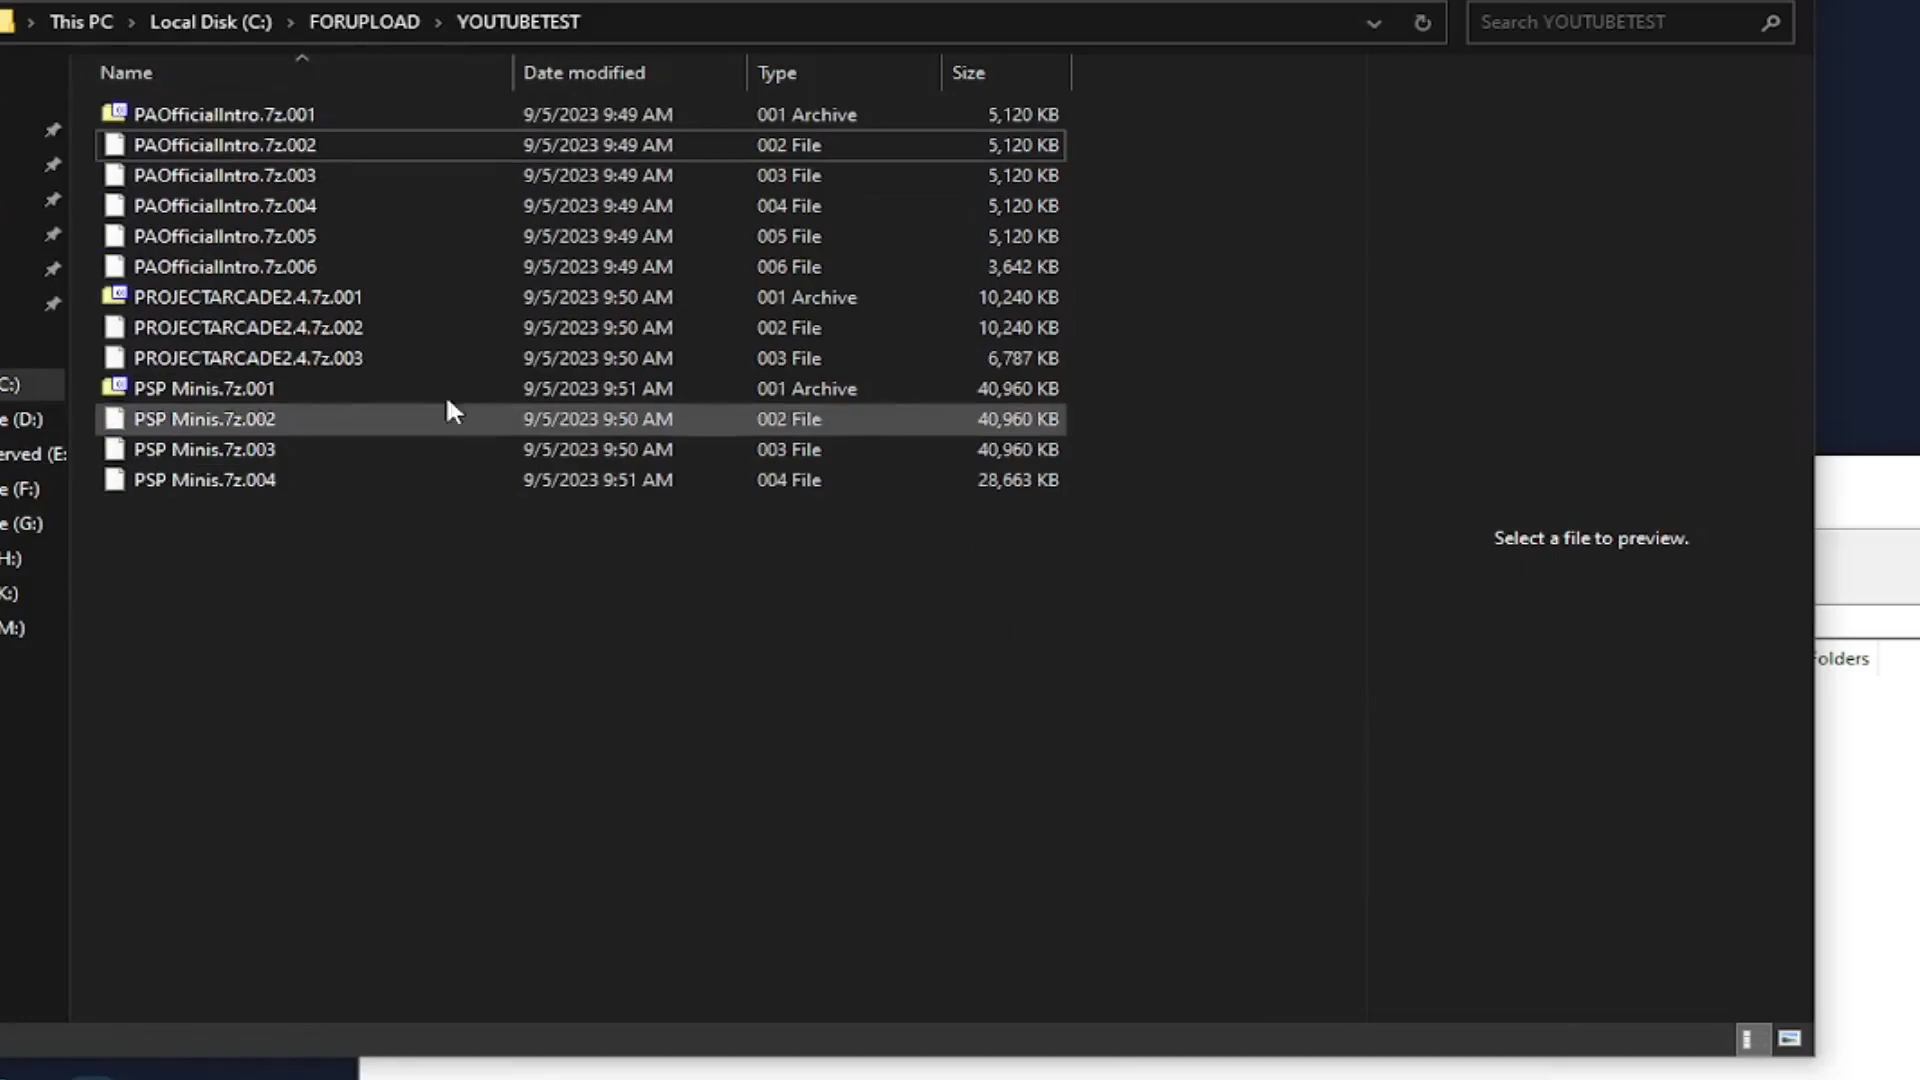 This PC > Local Disk (C:) > FORUPLOAD > YOUTUBETEST
Search YOUTUBETEST
Name Date modified Type Size
PAOfficialIntro.7z.001 9/5/2023 9:49 AM 001 Archive 5,120 KB
PAOfficialIntro.7z.002 9/5/2023 9:49 AM 002 File 5,120 KB
PAOfficialIntro.7z.003 9/5/2023 9:49 AM 003 File 5,120 KB
PAOfficialIntro.7z.004 9/5/2023 9:49 AM 004 File 5,120 KB
PAOfficialIntro.7z.005 9/5/2023 9:49 AM 005 File 5,120 KB
PAOfficialIntro.7z.006 9/5/2023 9:49 AM 006 File 3,642 KB
PROJECTARCADE2.4.7z.001 9/5/2023 9:50 AM 001 Archive 10,240 KB
PROJECTARCADE2.4.7z.002 9/5/2023 9:50 AM 002 File 10,240 KB
PROJECTARCADE2.4.7z.003 9/5/2023 9:50 AM 003 File 6,787 KB
PSP Minis.7z.001 9/5/2023 9:51 AM 001 Archive 40,960 KB
PSP Minis.7z.002 9/5/2023 9:50 AM 002 File 40,960 KB
PSP Minis.7z.003 9/5/2023 9:50 AM 003 File 40,960 KB
PSP Minis.7z.004 9/5/2023 9:51 AM 004 File 28,663 KB
C:)
e (D:)
erved (E:
e (F:)
e (G:)
H:)
K:)
M:)
Select a file to preview.
Folders